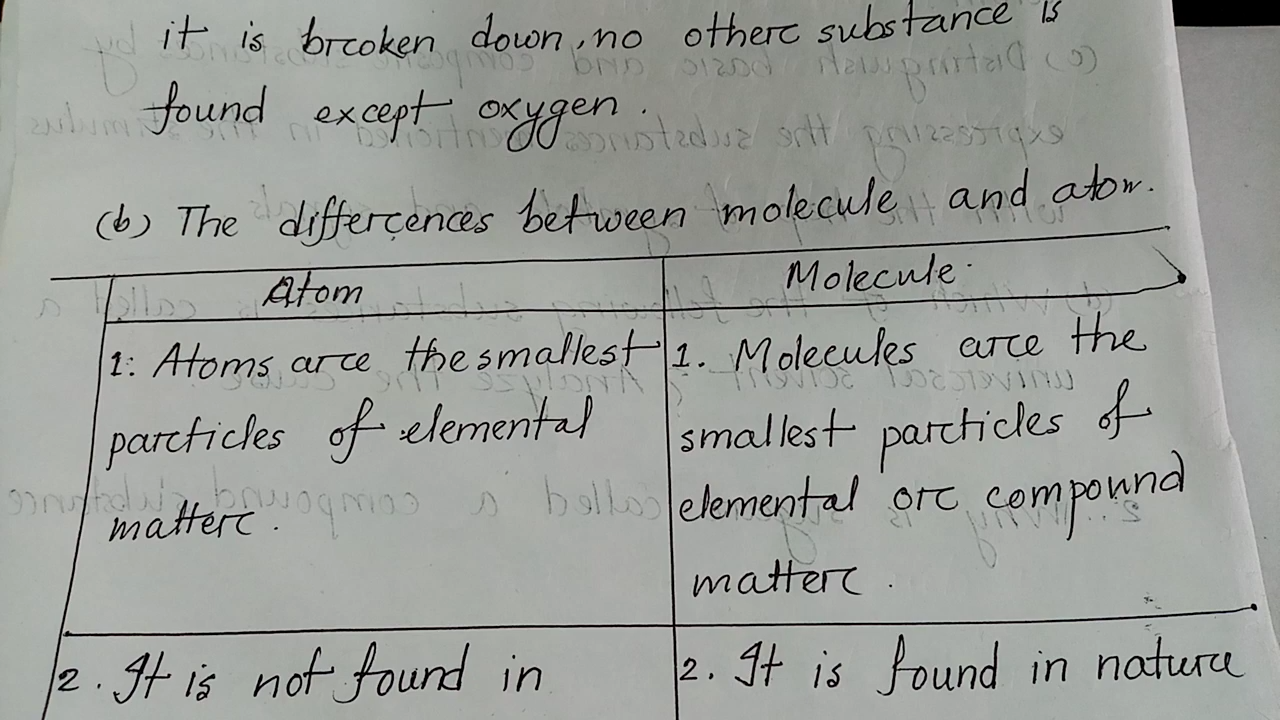 it is broken down, no other substance is
found except oxygen.
(b) The differences between molecule and atom.
Atom
Molecule.
1: Atoms are the smallest
particles of elemental
matter.
1. Molecules are the
smallest particles of
elemental or compound
matter.
2. It is not found in
2. It is found in nature